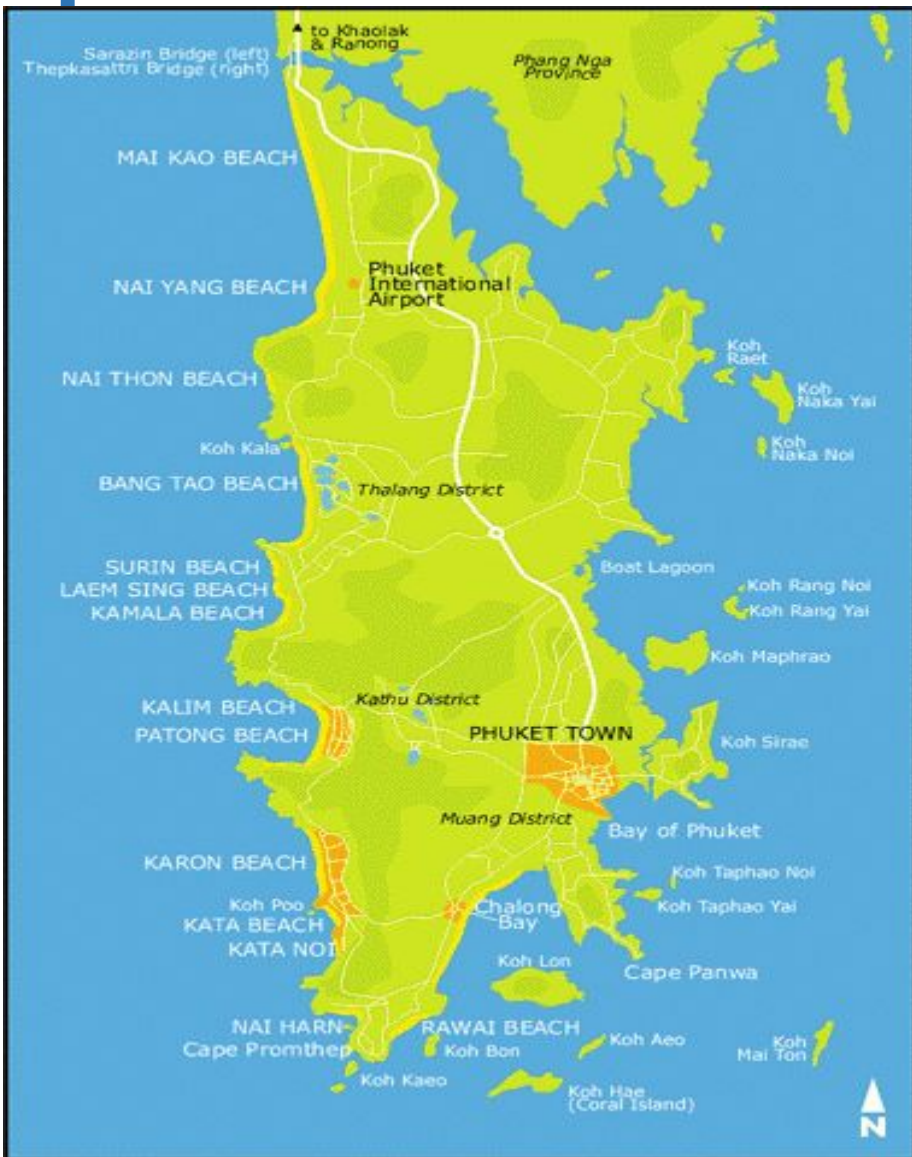 to Khaolak
& Ranong
Sarazin Bridge (left)
Thepkasattri Bridge (right)
Phang Nga
Province
MAI KAO BEACH
Phuket
International
Airport
NAI YANG BEACH
Koh
Raet
NAI THON BEACH
Koh
Naka Yai
Koh Kala
Koh
Naka Noi
BANG TAO BEACH
Thalang District
SURIN BEACH
Boat Lagoon
LAEM SING BEACH
Koh Rang Noi
KAMALA BEACH
Koh Rang Yai
Koh Maphrao
Kathu District
KALIM BEACH
PATONG BEACH
PHUKET TOWN
Koh Sirae
Muang District
Bay of Phuket
KARON BEACH
Koh Taphao Noi
Koh Poo
Koh Taphao Yai
Chalong
Bay
KATA BEACH
KATA NOI
Koh Lon
Cape Panwa
NAI HARN
RAWAI BEACH
Cape Promthep
Koh Bon
Koh Aeo
Koh
Mai Ton
Koh Kaeo
Koh Hae
(Coral Island)
N